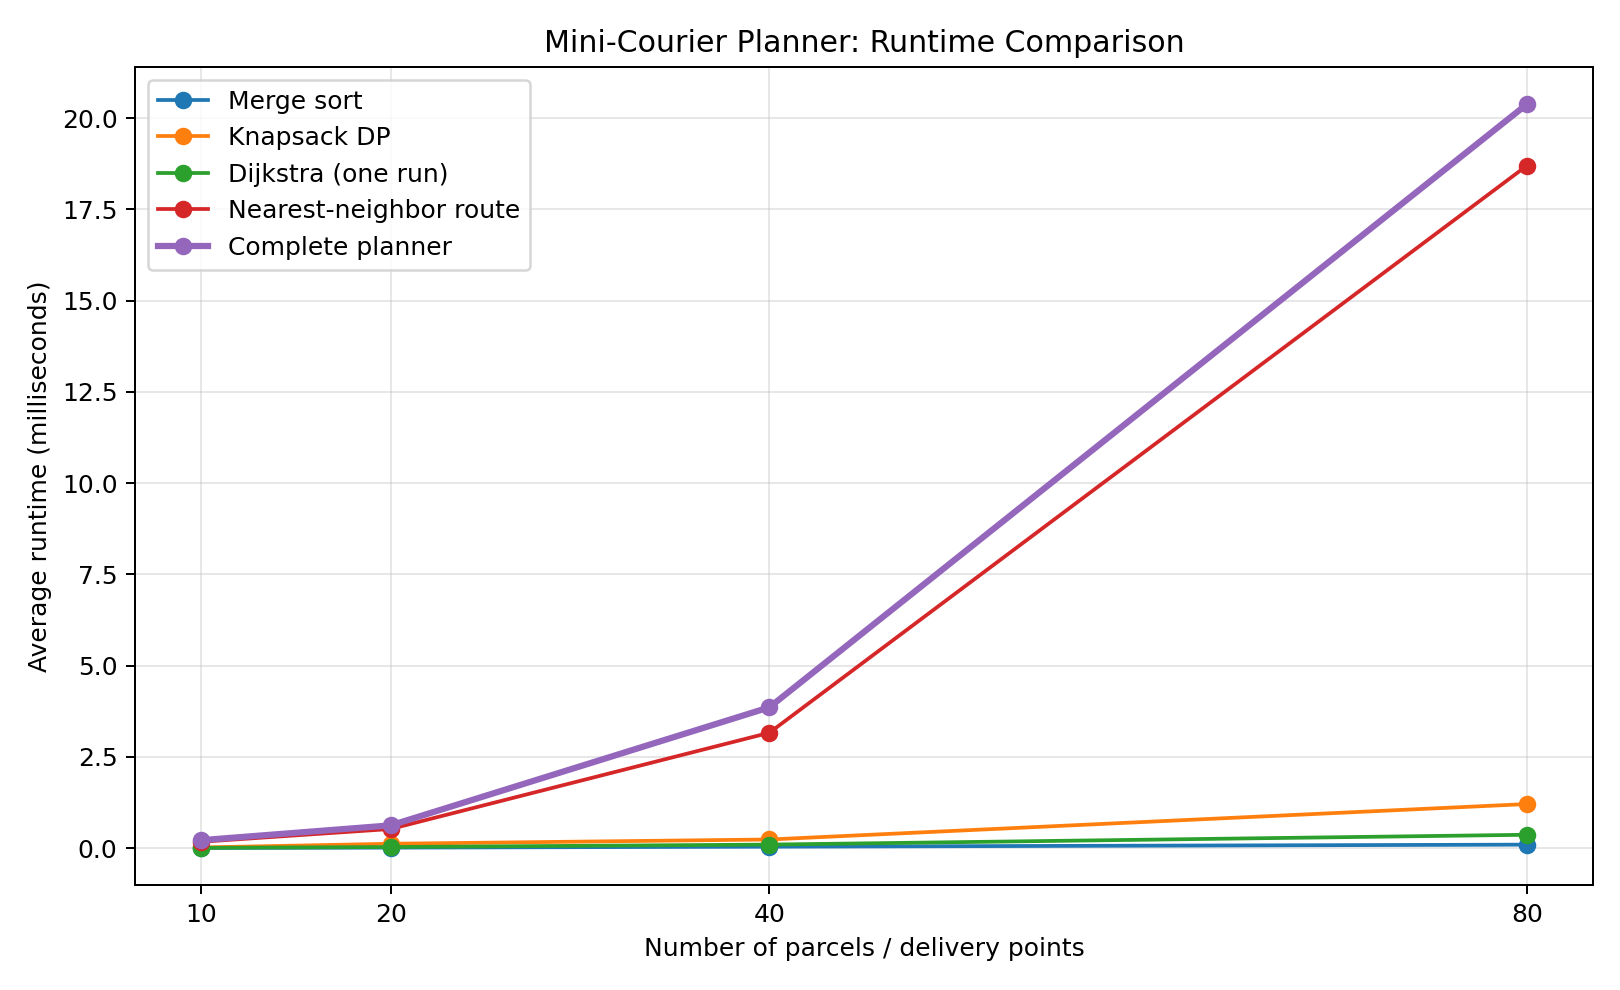 Mini-Courier Planner: Runtime Comparison
Merge sort
Knapsack DP
Dijkstra (one run)
Nearest-neighbor route
Complete planner
Average runtime (milliseconds)
20.0
17.5
15.0
12.5
10.0
7.5
5.0
2.5
0.0
10 20 40 80
Number of parcels / delivery points